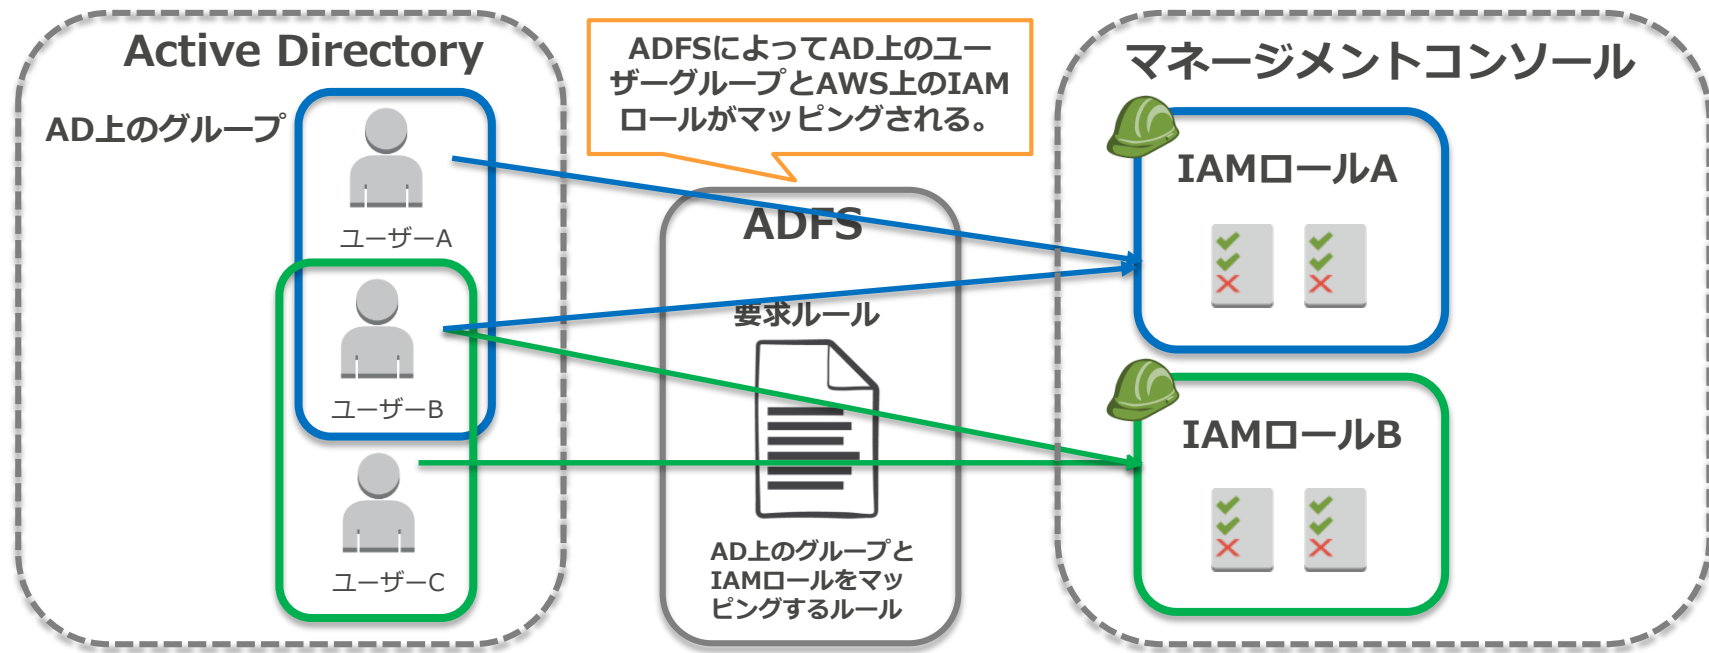 Active Directory
AD上のグループ
ユーザーA
ユーザーB
ユーザーC
ADFSによってAD上のユー
ザーグループとAWS上のIAM
ロールがマッピングされる。
ADFS
要求ルール
AD上のグループと
IAMロールをマッ
ピングするルール
マネージメントコンソール
IAMロールA
IAMロールB